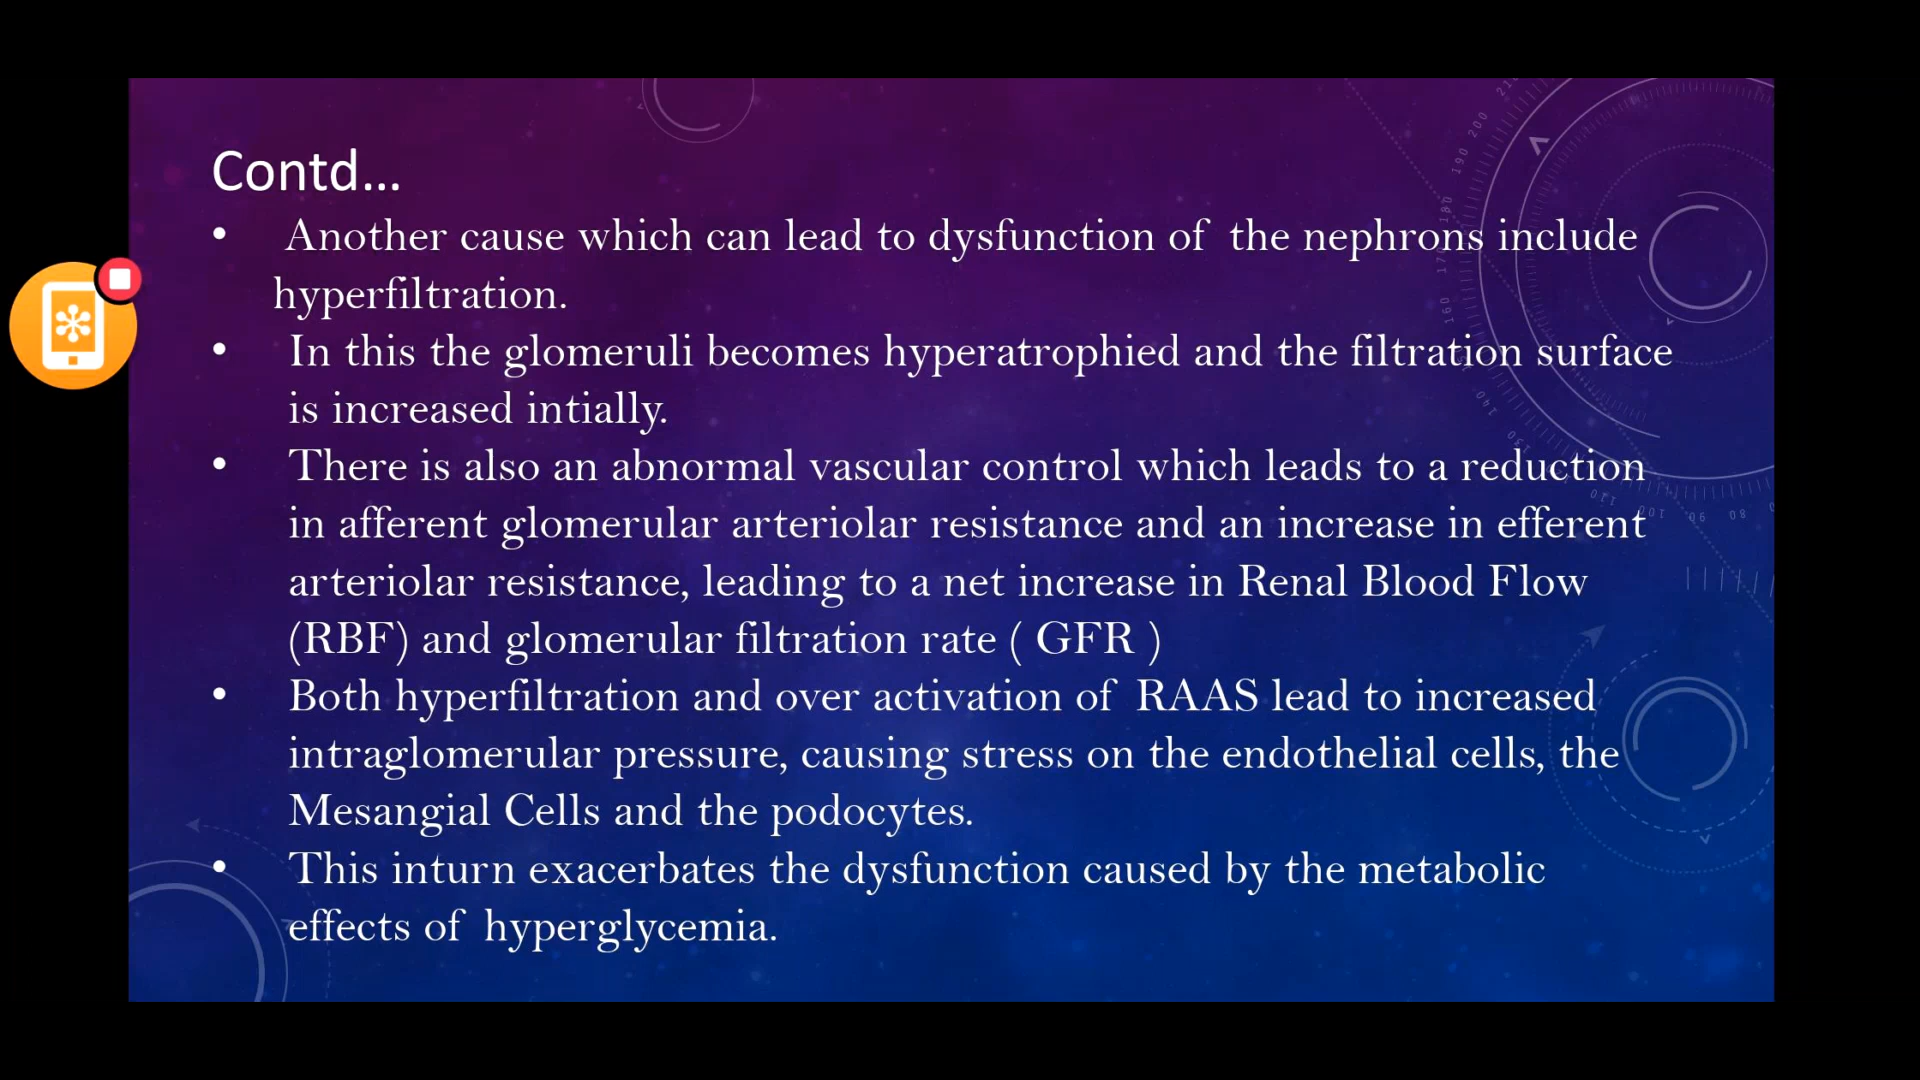 Contd...
• Another cause which can lead to dysfunction of the nephrons include
hyperfiltration.
• In this the glomeruli becomes hyperatrophied and the filtration surface
is increased intially.
• There is also an abnormal vascular control which leads to a reduction
in afferent glomerular arteriolar resistance and an increase in efferent
arteriolar resistance, leading to a net increase in Renal Blood Flow
(RBF) and glomerular filtration rate ( GFR )
• Both hyperfiltration and over activation of RAAS lead to increased
intraglomerular pressure, causing stress on the endothelial cells, the
Mesangial Cells and the podocytes.
• This inturn exacerbates the dysfunction caused by the metabolic
effects of hyperglycemia.